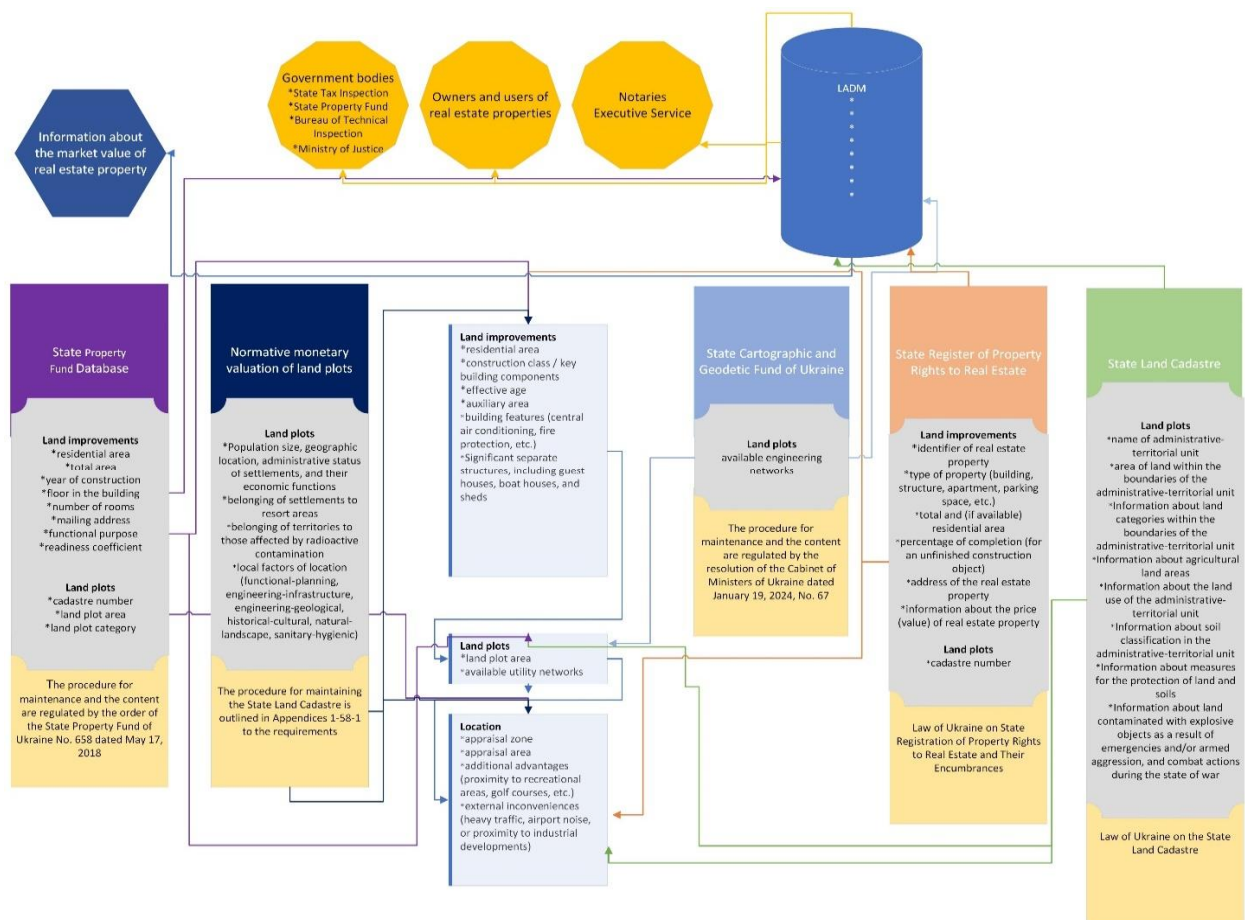 Government bodies
*State Tax Inspection
*State Property Fund
*Bureau of Technical
Inspection
*Ministry of Justice
Owners and users of
real estate properties
Notaries
Executive Service
LADM
*
*
*
*
*
*
*
*
Information about
the market value of
real estate property
State Property
Fund Database
Land improvements
*residential area
*total area
*year of construction
*floor in the building
*number of rooms
*mailing address
*functional purpose
*readiness coefficient
Land plots
*cadastre number
*land plot area
*land plot category
The procedure for
maintenance and the content
are regulated by the order of
the State Property Fund of
Ukraine No. 658 dated May 17,
2018
Normative monetary
valuation of land plots
Land plots
*Population size, geographic
location, administrative status
of settlements, and their
economic functions
*belonging of settlements to
resort areas
*belonging of territories to
those affected by radioactive
contamination
*local factors of location
(functional-planning,
engineering-infrastructure,
engineering-geological,
historical-cultural, natural-
landscape, sanitary-hygienic)
The procedure for maintaining
the State Land Cadastre is
outlined in Appendices 1-58-1
to the requirements
Land improvements
*residential area
*construction class / key
building components
*effective age
*auxiliary area
*building features (central
air conditioning, fire
protection, etc.)
*Significant separate
structures, including guest
houses, boat houses, and
sheds
Land plots
*land plot area
*available utility networks
Location
*appraisal zone
*appraisal area
*additional advantages
(proximity to recreational
areas, golf courses, etc.)
*external inconveniences
(heavy traffic, airport noise,
or proximity to industrial
developments)
State Cartographic and
Geodetic Fund of Ukraine
Land plots
available engineering
networks
The procedure for
maintenance and the content
are regulated by the
resolution of the Cabinet of
Ministers of Ukraine dated
January 19, 2024, No. 67
State Register of Property
Rights to Real Estate
Land improvements
*identifier of real estate
property
*type of property (building,
structure, apartment, parking
space, etc.)
*total and (if available)
residential area
*percentage of completion (for
an unfinished construction
object)
*address of the real estate
property
*information about the price
(value) of real estate property
Land plots
*cadastre number
Law of Ukraine on State
Registration of Property Rights
to Real Estate and Their
Encumbrances
State Land Cadastre
Land plots
*name of administrative-
territorial unit
*area of land within the
boundaries of the
administrative-territorial unit
*Information about land
categories within the
boundaries of the
administrative-territorial unit
*Information about agricultural
land areas
*Information about the land
use of the administrative-
territorial unit
*Information about soil
classification in the
administrative-territorial unit
*Information about measures
for the protection of land and
soils
*Information about land
contaminated with explosive
objects as a result of
emergencies and/or armed
aggression, and combat actions
during the state of war
Law of Ukraine on the State
Land Cadastre